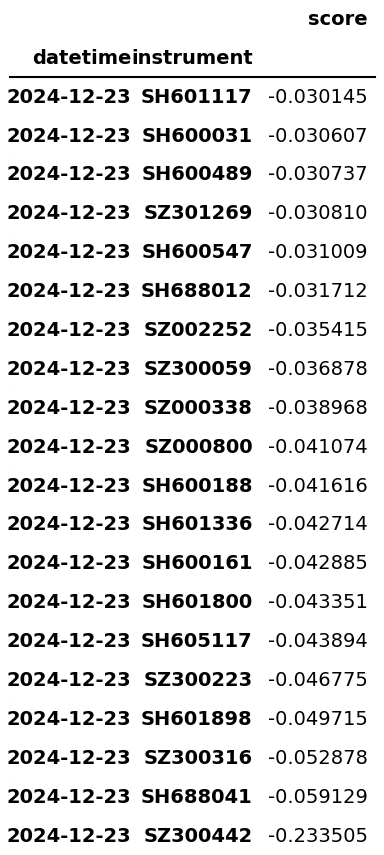 score
datetime instrument
2024-12-23 SH601117 -0.030145
2024-12-23 SH600031 -0.030607
2024-12-23 SH600489 -0.030737
2024-12-23 SZ301269 -0.030810
2024-12-23 SH600547 -0.031009
2024-12-23 SH688012 -0.031712
2024-12-23 SZ002252 -0.035415
2024-12-23 SZ300059 -0.036878
2024-12-23 SZ000338 -0.038968
2024-12-23 SZ000800 -0.041074
2024-12-23 SH600188 -0.041616
2024-12-23 SH601336 -0.042714
2024-12-23 SH600161 -0.042885
2024-12-23 SH601800 -0.043351
2024-12-23 SH605117 -0.043894
2024-12-23 SZ300223 -0.046775
2024-12-23 SH601898 -0.049715
2024-12-23 SZ300316 -0.052878
2024-12-23 SH688041 -0.059129
2024-12-23 SZ300442 -0.233505